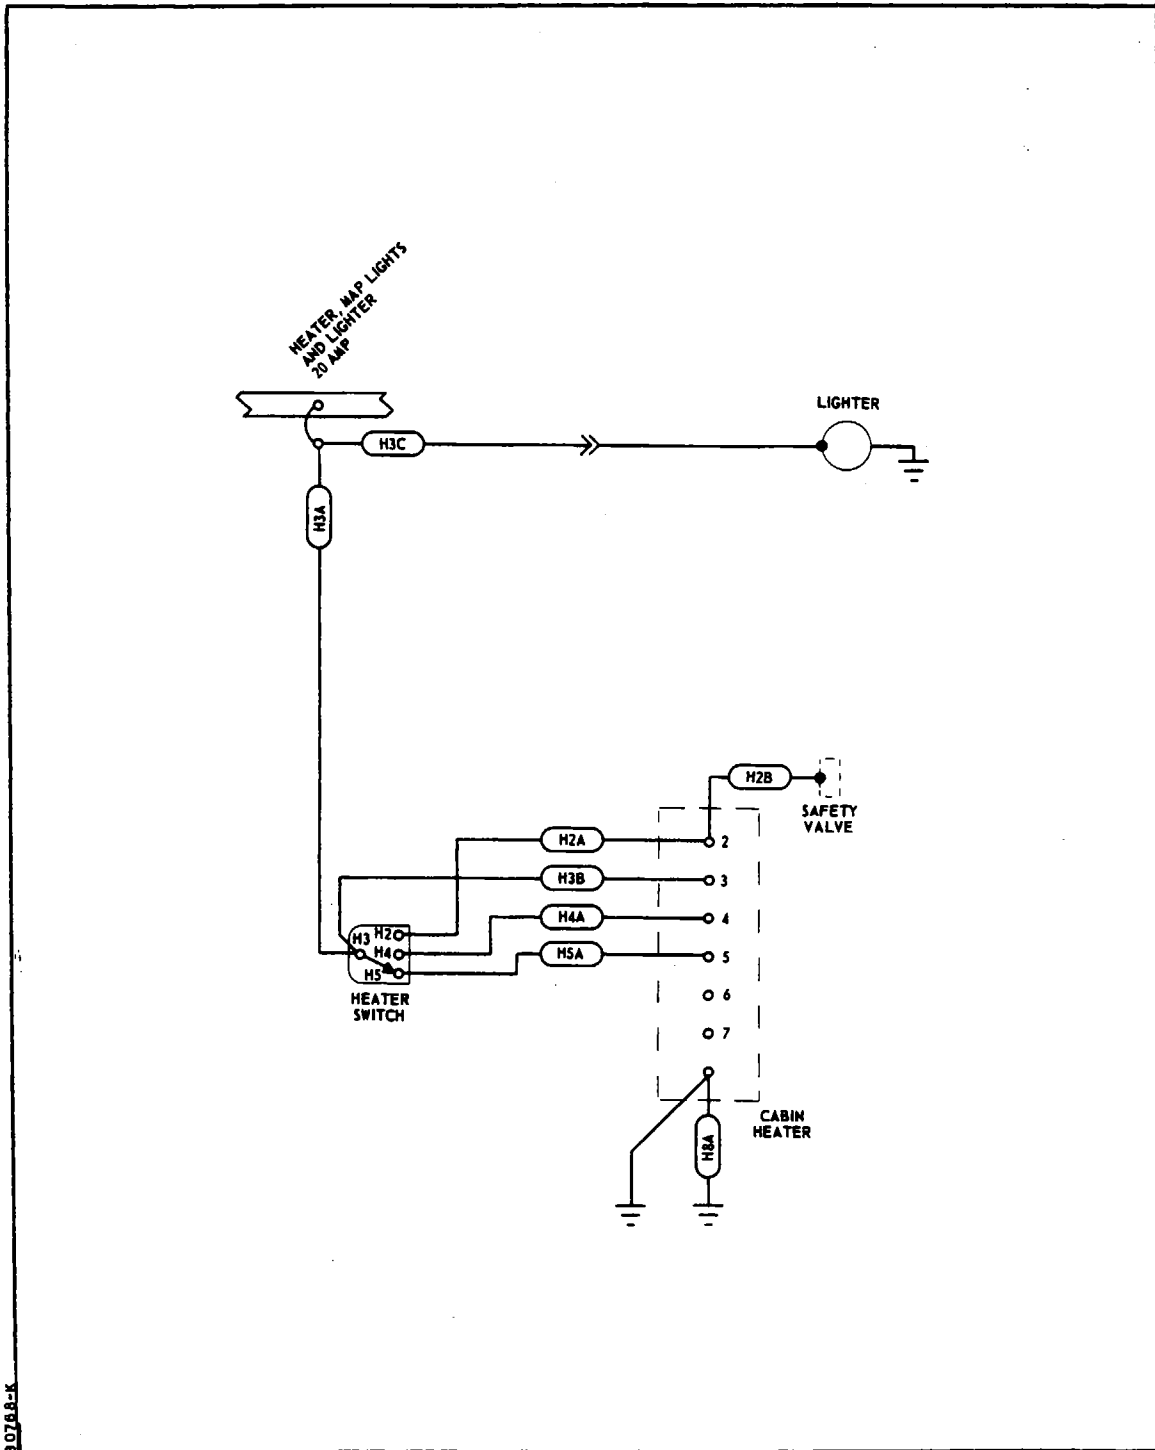 HEATER, MAP LIGHTS
AND LIGHTER
20 AMP
LIGHTER
H3C
H3A
H2B
SAFETY
VALVE
H2A
2
H3B
3
H4A
4
H5A
5
H3
H2
H4
H5
HEATER
SWITCH
6
7
CABIN
HEATER
H8A